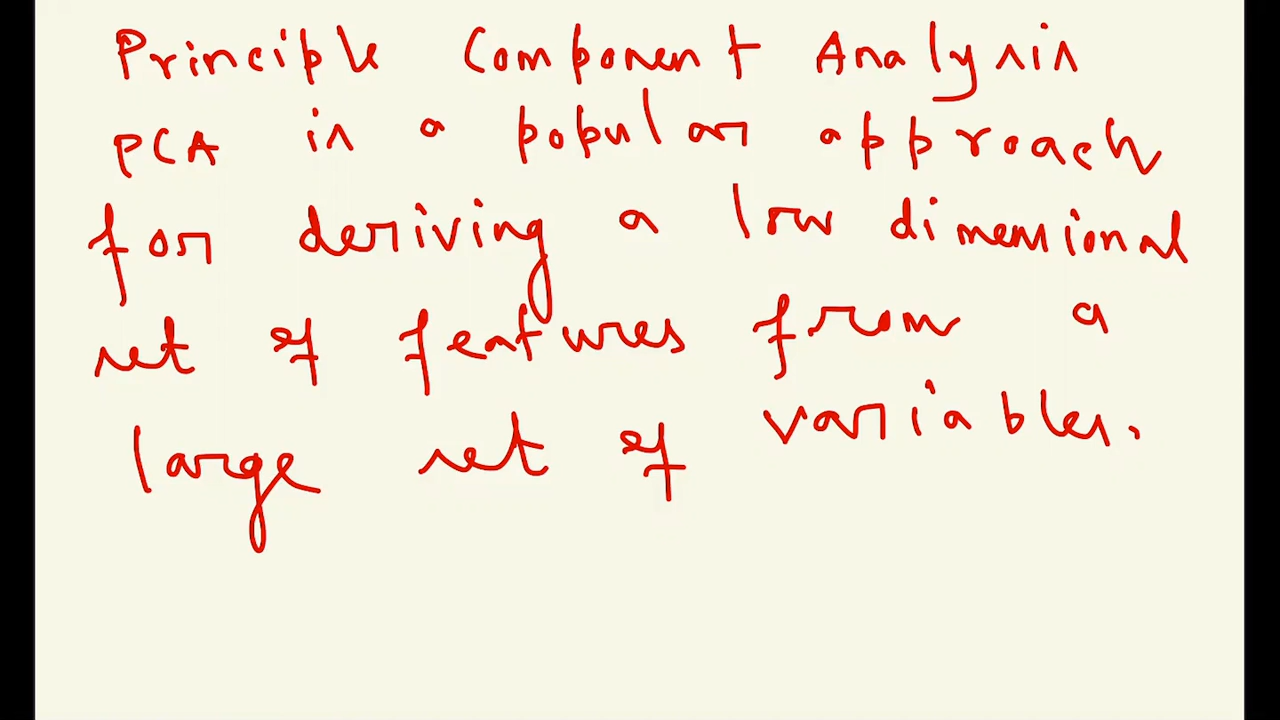 Principle Component Analysis
PCA is a popular approach
for deriving a low dimensional
set of features from a
large set of variables.